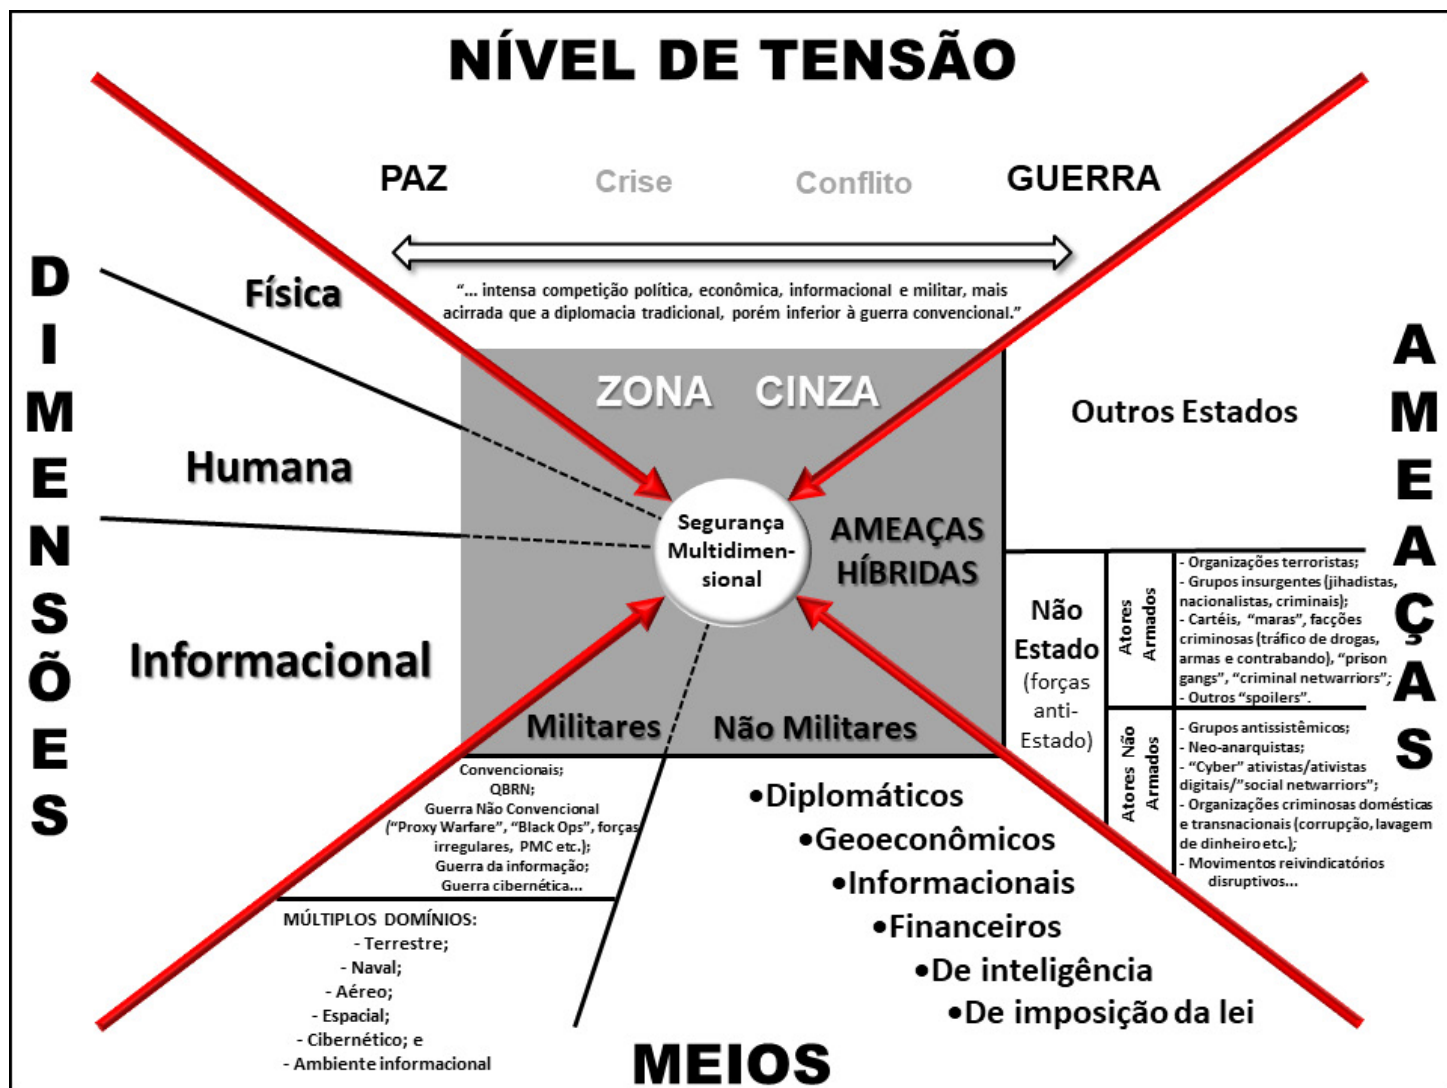 NÍVEL DE TENSÃO
PAZ
Crise
Conflito
GUERRA
“... intensa competição política, econômica, informacional e militar, mais
acirrada que a diplomacia tradicional, porém inferior à guerra convencional.”
DIMENSÕES
Física
Humana
Informacional
ZONA CINZA
Segurança
Multidimen-
sional
AMEAÇAS
HÍBRIDAS
Militares
Não Militares
AMEAÇAS
Outros Estados
Não
Estado
(forças
anti-
Estado)
Atores
Armados
- Organizações terroristas;
- Grupos insurgentes (jihadistas,
nacionalistas, criminais);
- Cartéis, “maras”, facções
criminosas (tráfico de drogas,
armas e contrabando), “prison
gangs”, “criminal netwarriors”;
- Outros “spoilers”.
Atores Não
Armados
- Grupos antissistêmicos;
- Neo-anarquistas;
- “Cyber” ativistas/ativistas
digitais/”social netwarriors”;
- Organizações criminosas domésticas
e transnacionais (corrupção, lavagem
de dinheiro etc.);
- Movimentos reivindicatórios
disruptivos...
Convencionais;
QBRN;
Guerra Não Convencional
(“Proxy Warfare”, “Black Ops”, forças
irregulares, PMC etc.);
Guerra da informação;
Guerra cibernética...
MÚLTIPLOS DOMÍNIOS:
- Terrestre;
- Naval;
- Aéreo;
- Espacial;
- Cibernético; e
- Ambiente informacional
•Diplomáticos
•Geoeconômicos
•Informacionais
•Financeiros
•De inteligência
•De imposição da lei
MEIOS